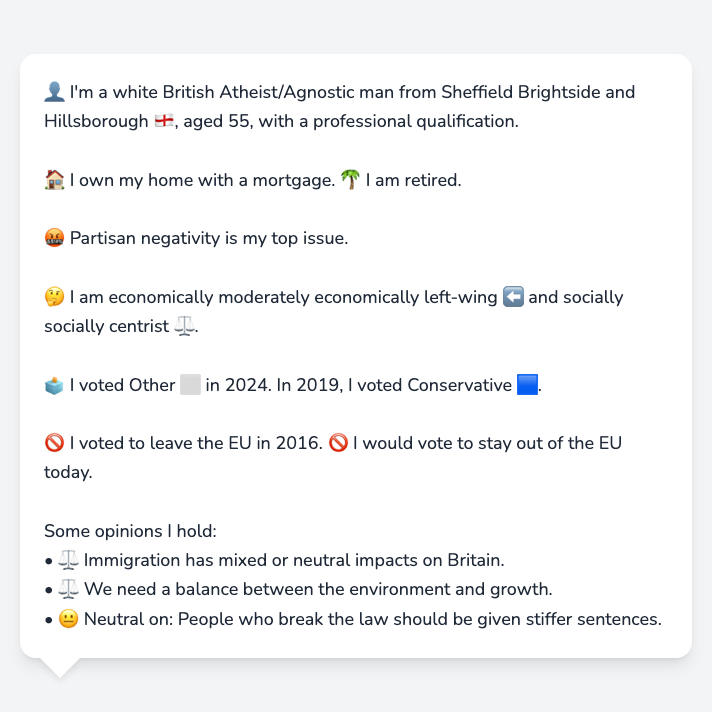 👤 I'm a white British Atheist/Agnostic man from Sheffield Brightside and
Hillsborough 🏴󠁧󠁢󠁥󠁮󠁧󠁿, aged 55, with a professional qualification.
🏠 I own my home with a mortgage. 🌴 I am retired.
🤬 Partisan negativity is my top issue.
🤔 I am economically moderately economically left-wing ⬅️ and socially
socially centrist ⚖️.
🗳️ I voted Other ⬜ in 2024. In 2019, I voted Conservative 🟦.
🚫 I voted to leave the EU in 2016. 🚫 I would vote to stay out of the EU
today.
Some opinions I hold:
• ⚖️ Immigration has mixed or neutral impacts on Britain.
• ⚖️ We need a balance between the environment and growth.
• 😐 Neutral on: People who break the law should be given stiffer sentences.